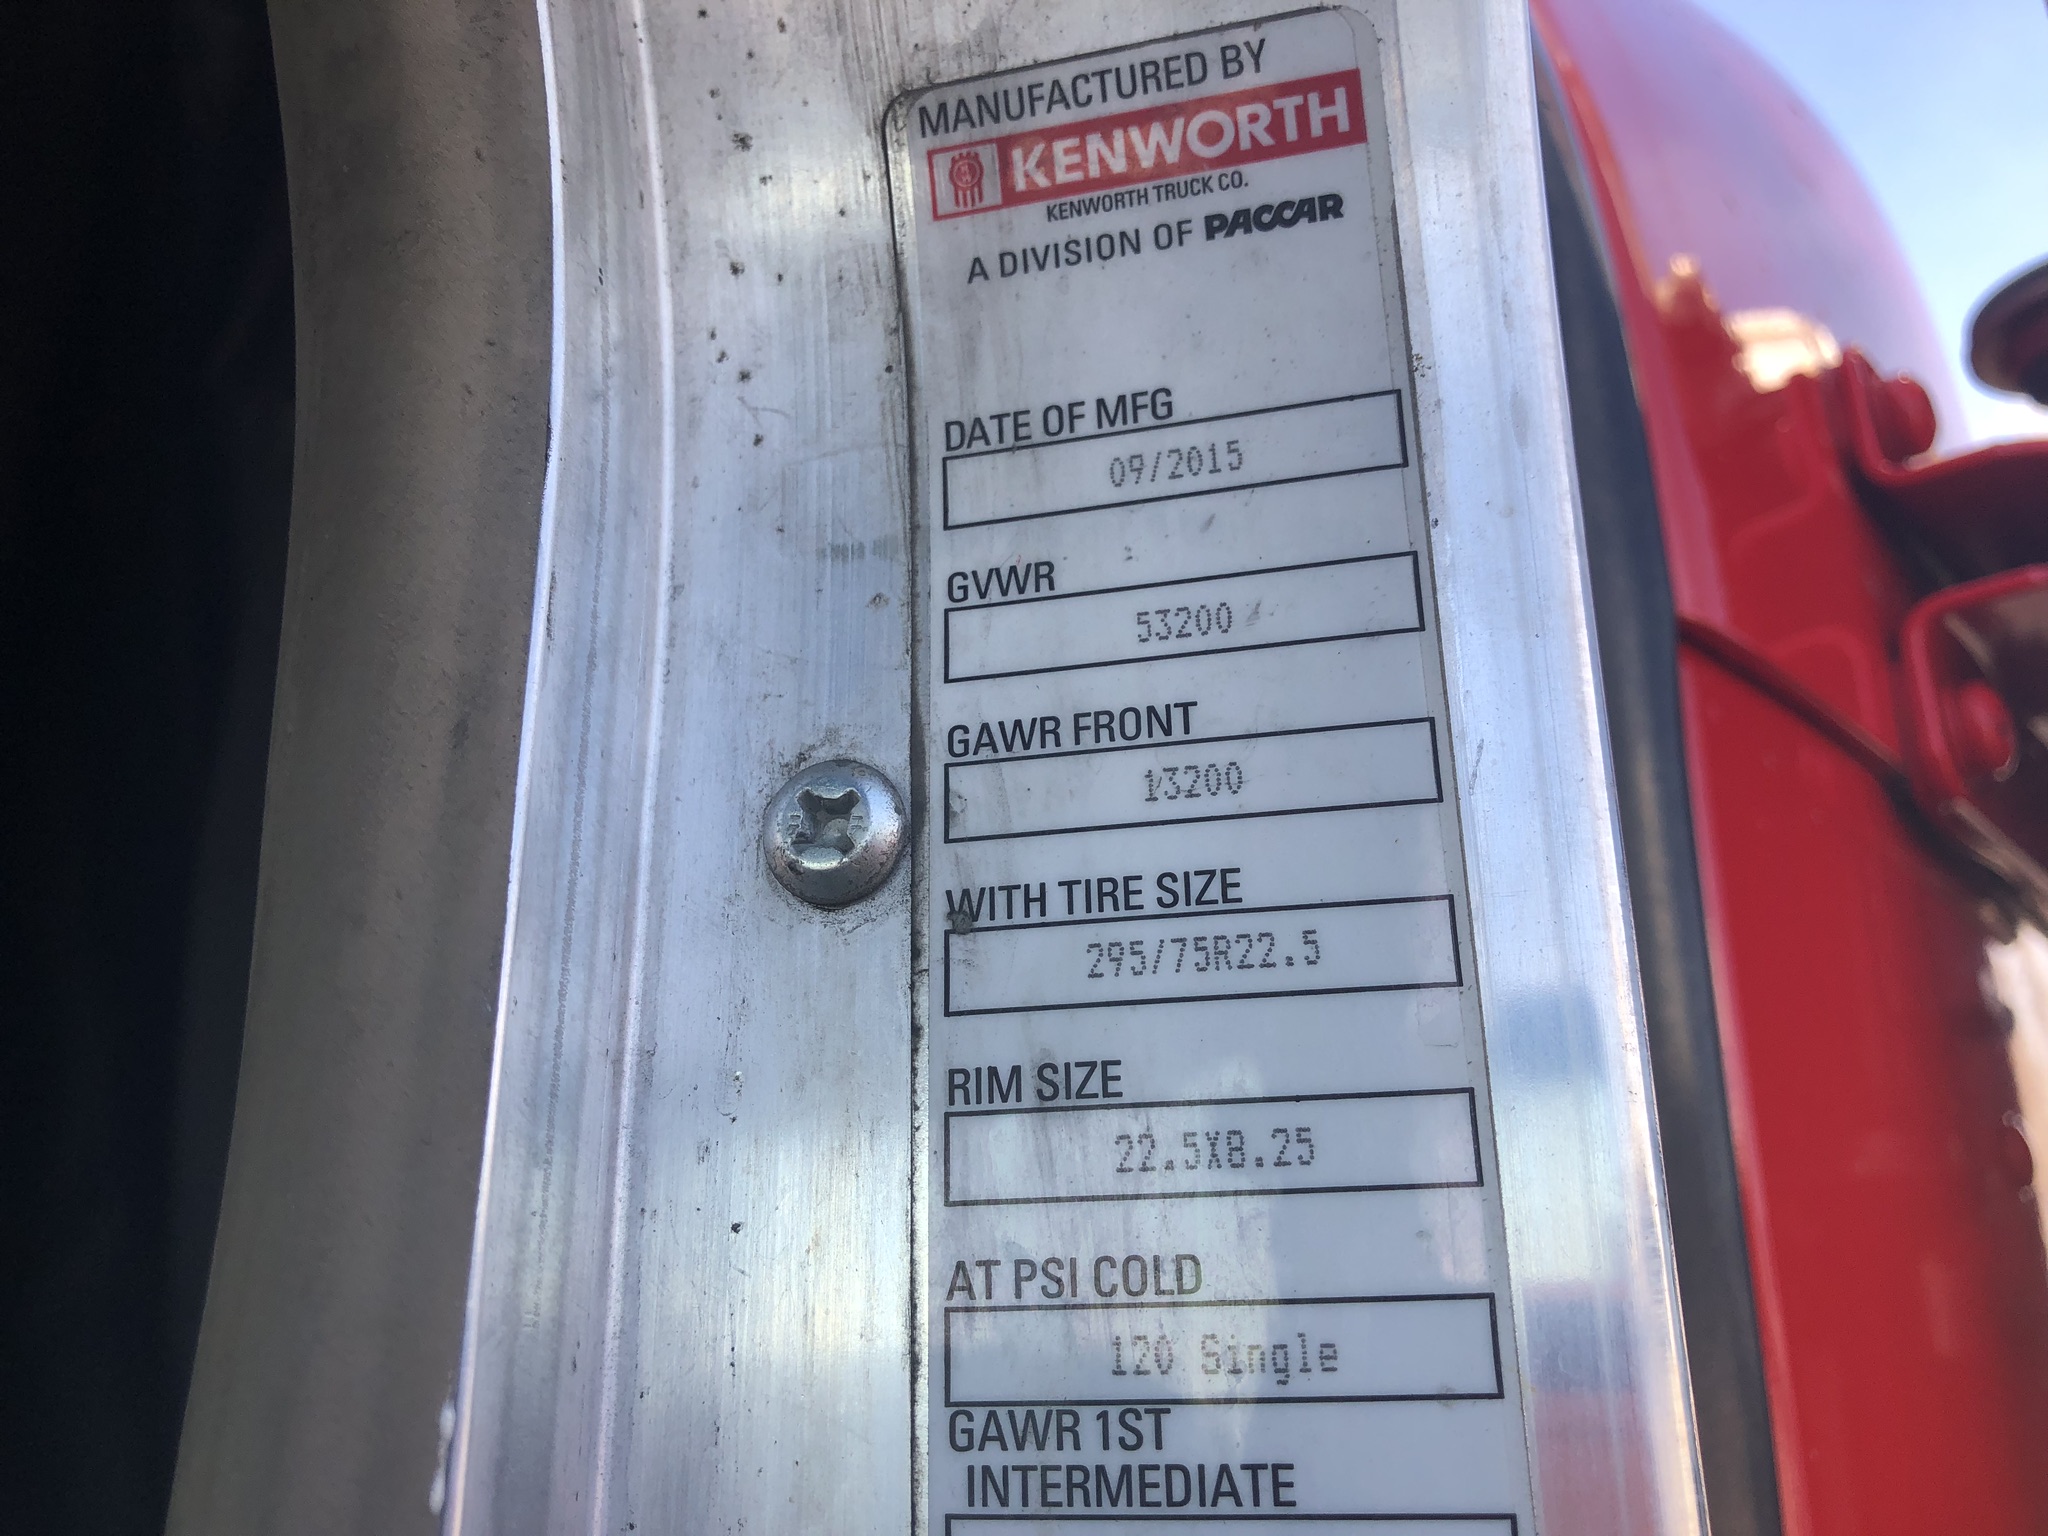 MANUFACTURED BY
KENWORTH
KENWORTH TRUCK CO.
A DIVISION OF PACCAR
DATE OF MFG
09/2015
GVWR
53200
GAWR FRONT
13200
WITH TIRE SIZE
295/75R22.5
RIM SIZE
22.5X8.25
AT PSI COLD
120 Single
GAWR 1ST
INTERMEDIATE